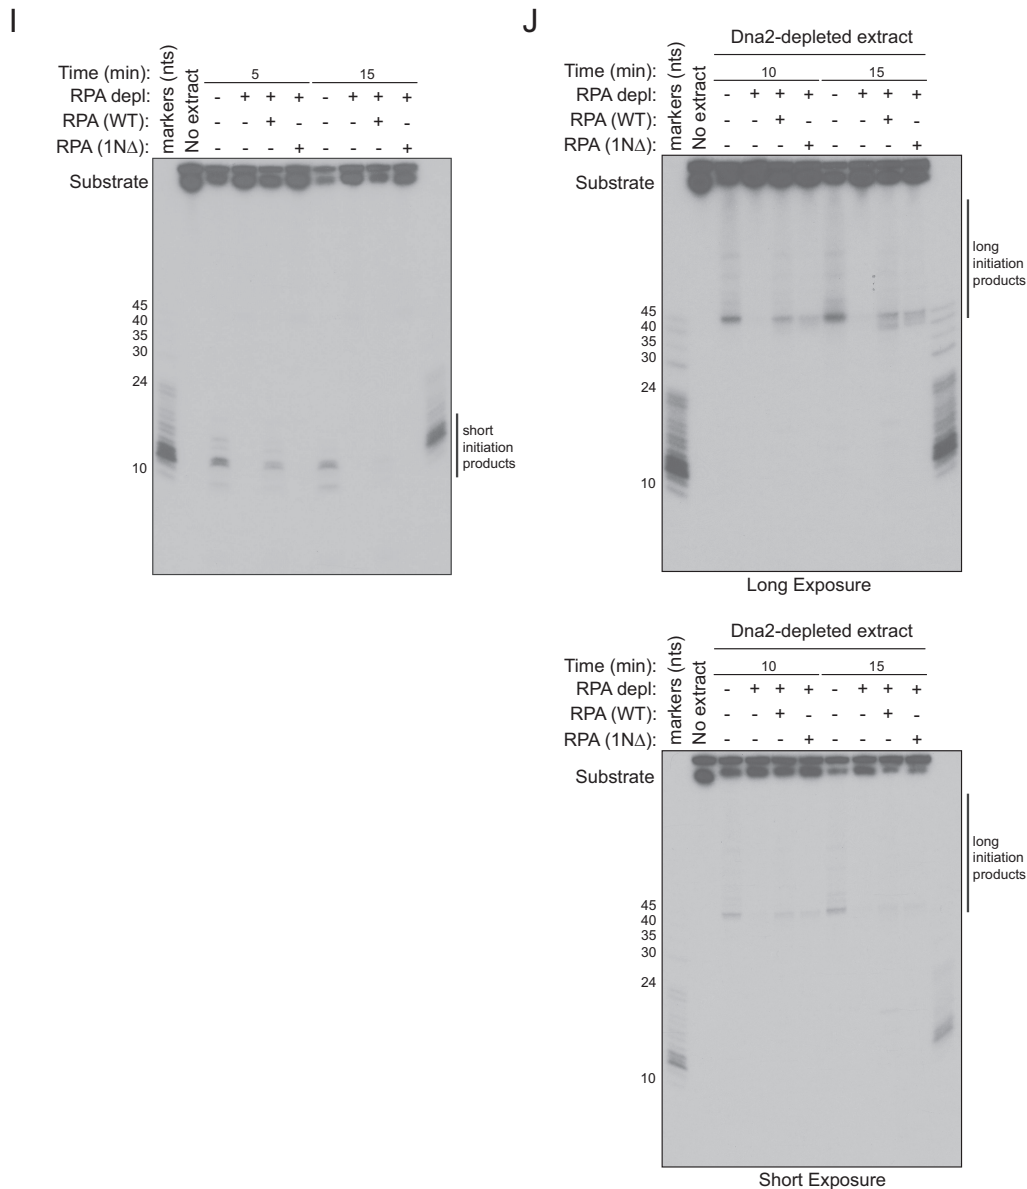 I
markers (nts)
No extract
Time (min): 5 15
RPA depl: - + + + - + + +
RPA (WT): - - + - - - + -
RPA (1NΔ): - - - + - - - +
Substrate
45
40
35
30
24
10
short
initiation
products
J
Dna2-depleted extract
markers (nts)
No extract
Time (min): 10 15
RPA depl: - + + + - + + +
RPA (WT): - - + - - - + -
RPA (1NΔ): - - - + - - - +
Substrate
long
initiation
products
45
40
35
30
24
10
Long Exposure
Dna2-depleted extract
markers (nts)
No extract
Time (min): 10 15
RPA depl: - + + + - + + +
RPA (WT): - - + - - - + -
RPA (1NΔ): - - - + - - - +
Substrate
long
initiation
products
45
40
35
30
24
10
Short Exposure